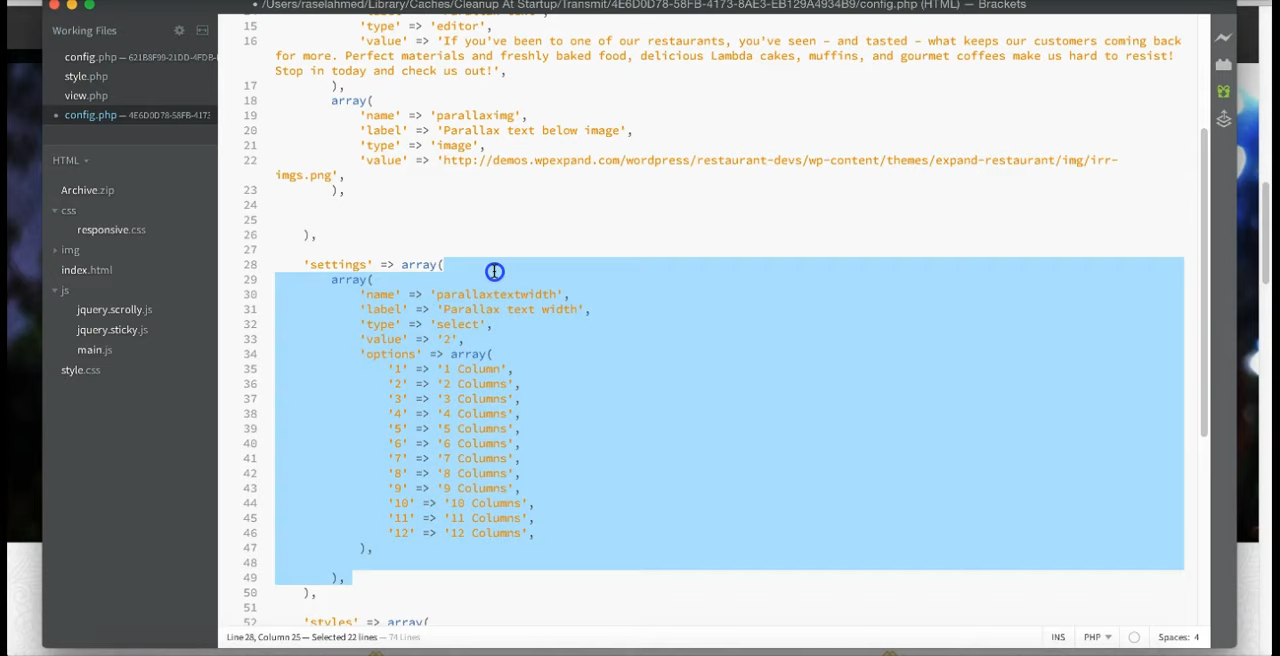 • /Users/raselahmed/Library/Caches/Cleanup At Startup/Transmit/4E6D0D78-58FB-4173-8AE3-EB129A4934B9/config.php (HTML) — Brackets
Working Files
config.php — 621B8F99-21DD-4FDB-
style.php
view.php
• config.php — 4E6D0D78-58FB-4173
HTML
Archive.zip
css
responsive.css
img
index.html
js
jquery.scrolly.js
jquery.sticky.js
main.js
style.css
15 'type' => 'editor',
16 'value' => 'If you've been to one of our restaurants, you've seen – and tasted – what keeps our customers coming back
for more. Perfect materials and freshly baked food, delicious Lambda cakes, muffins, and gourmet coffees make us hard to resist!
Stop in today and check us out!',
17 ),
18 array(
19 'name' => 'parallaximg',
20 'label' => 'Parallax text below image',
21 'type' => 'image',
22 'value' => 'http://demos.wpexpand.com/wordpress/restaurant-devs/wp-content/themes/expand-restaurant/img/irr-
imgs.png',
23 ),
24
25
26 ),
27
28 'settings' => array(
29 array(
30 'name' => 'parallaxtextwidth',
31 'label' => 'Parallax text width',
32 'type' => 'select',
33 'value' => '2',
34 'options' => array(
35 '1' => '1 Column',
36 '2' => '2 Columns',
37 '3' => '3 Columns',
38 '4' => '4 Columns',
39 '5' => '5 Columns',
40 '6' => '6 Columns',
41 '7' => '7 Columns',
42 '8' => '8 Columns',
43 '9' => '9 Columns',
44 '10' => '10 Columns',
45 '11' => '11 Columns',
46 '12' => '12 Columns',
47 ),
48
49 ),
50 ),
51
52 'styles' => array(
Line 28, Column 25 — Selected 22 lines — 74 Lines
INS PHP Spaces: 4